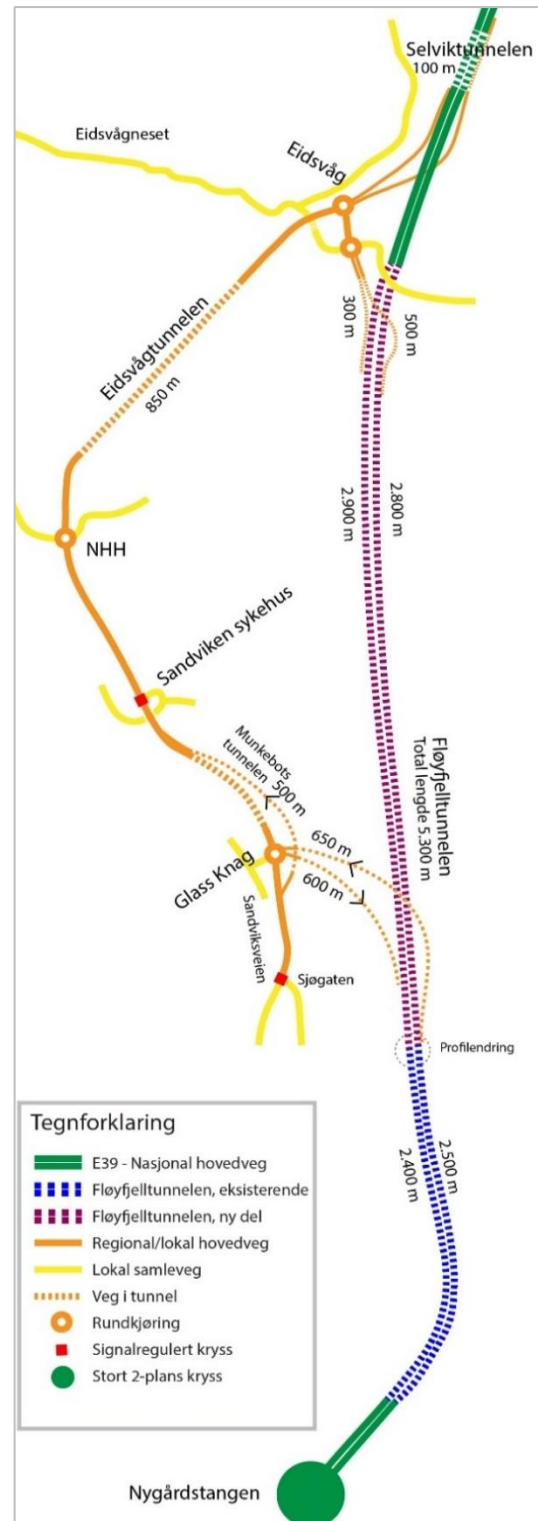 Selviktunnelen
100 m
Eidsvågneset
Eidsvåg
300 m
500 m
Eidsvågtunnelen
850 m
2.900 m
2.800 m
NHH
Sandviken sykehus
Munkebots
tunnelen 500 m
Fløyfjelltunnelen
Total lengde 5.300 m
650 m
600 m
Glass Knag
Sandviksveien
Sjøgaten
Profilendring
2.400 m
2.500 m
Tegnforklaring
E39 - Nasjonal hovedveg
Fløyfjelltunnelen, eksisterende
Fløyfjelltunnelen, ny del
Regional/lokal hovedveg
Lokal samleveg
Veg i tunnel
Rundkjøring
Signalregulert kryss
Stort 2-plans kryss
Nygårdstangen